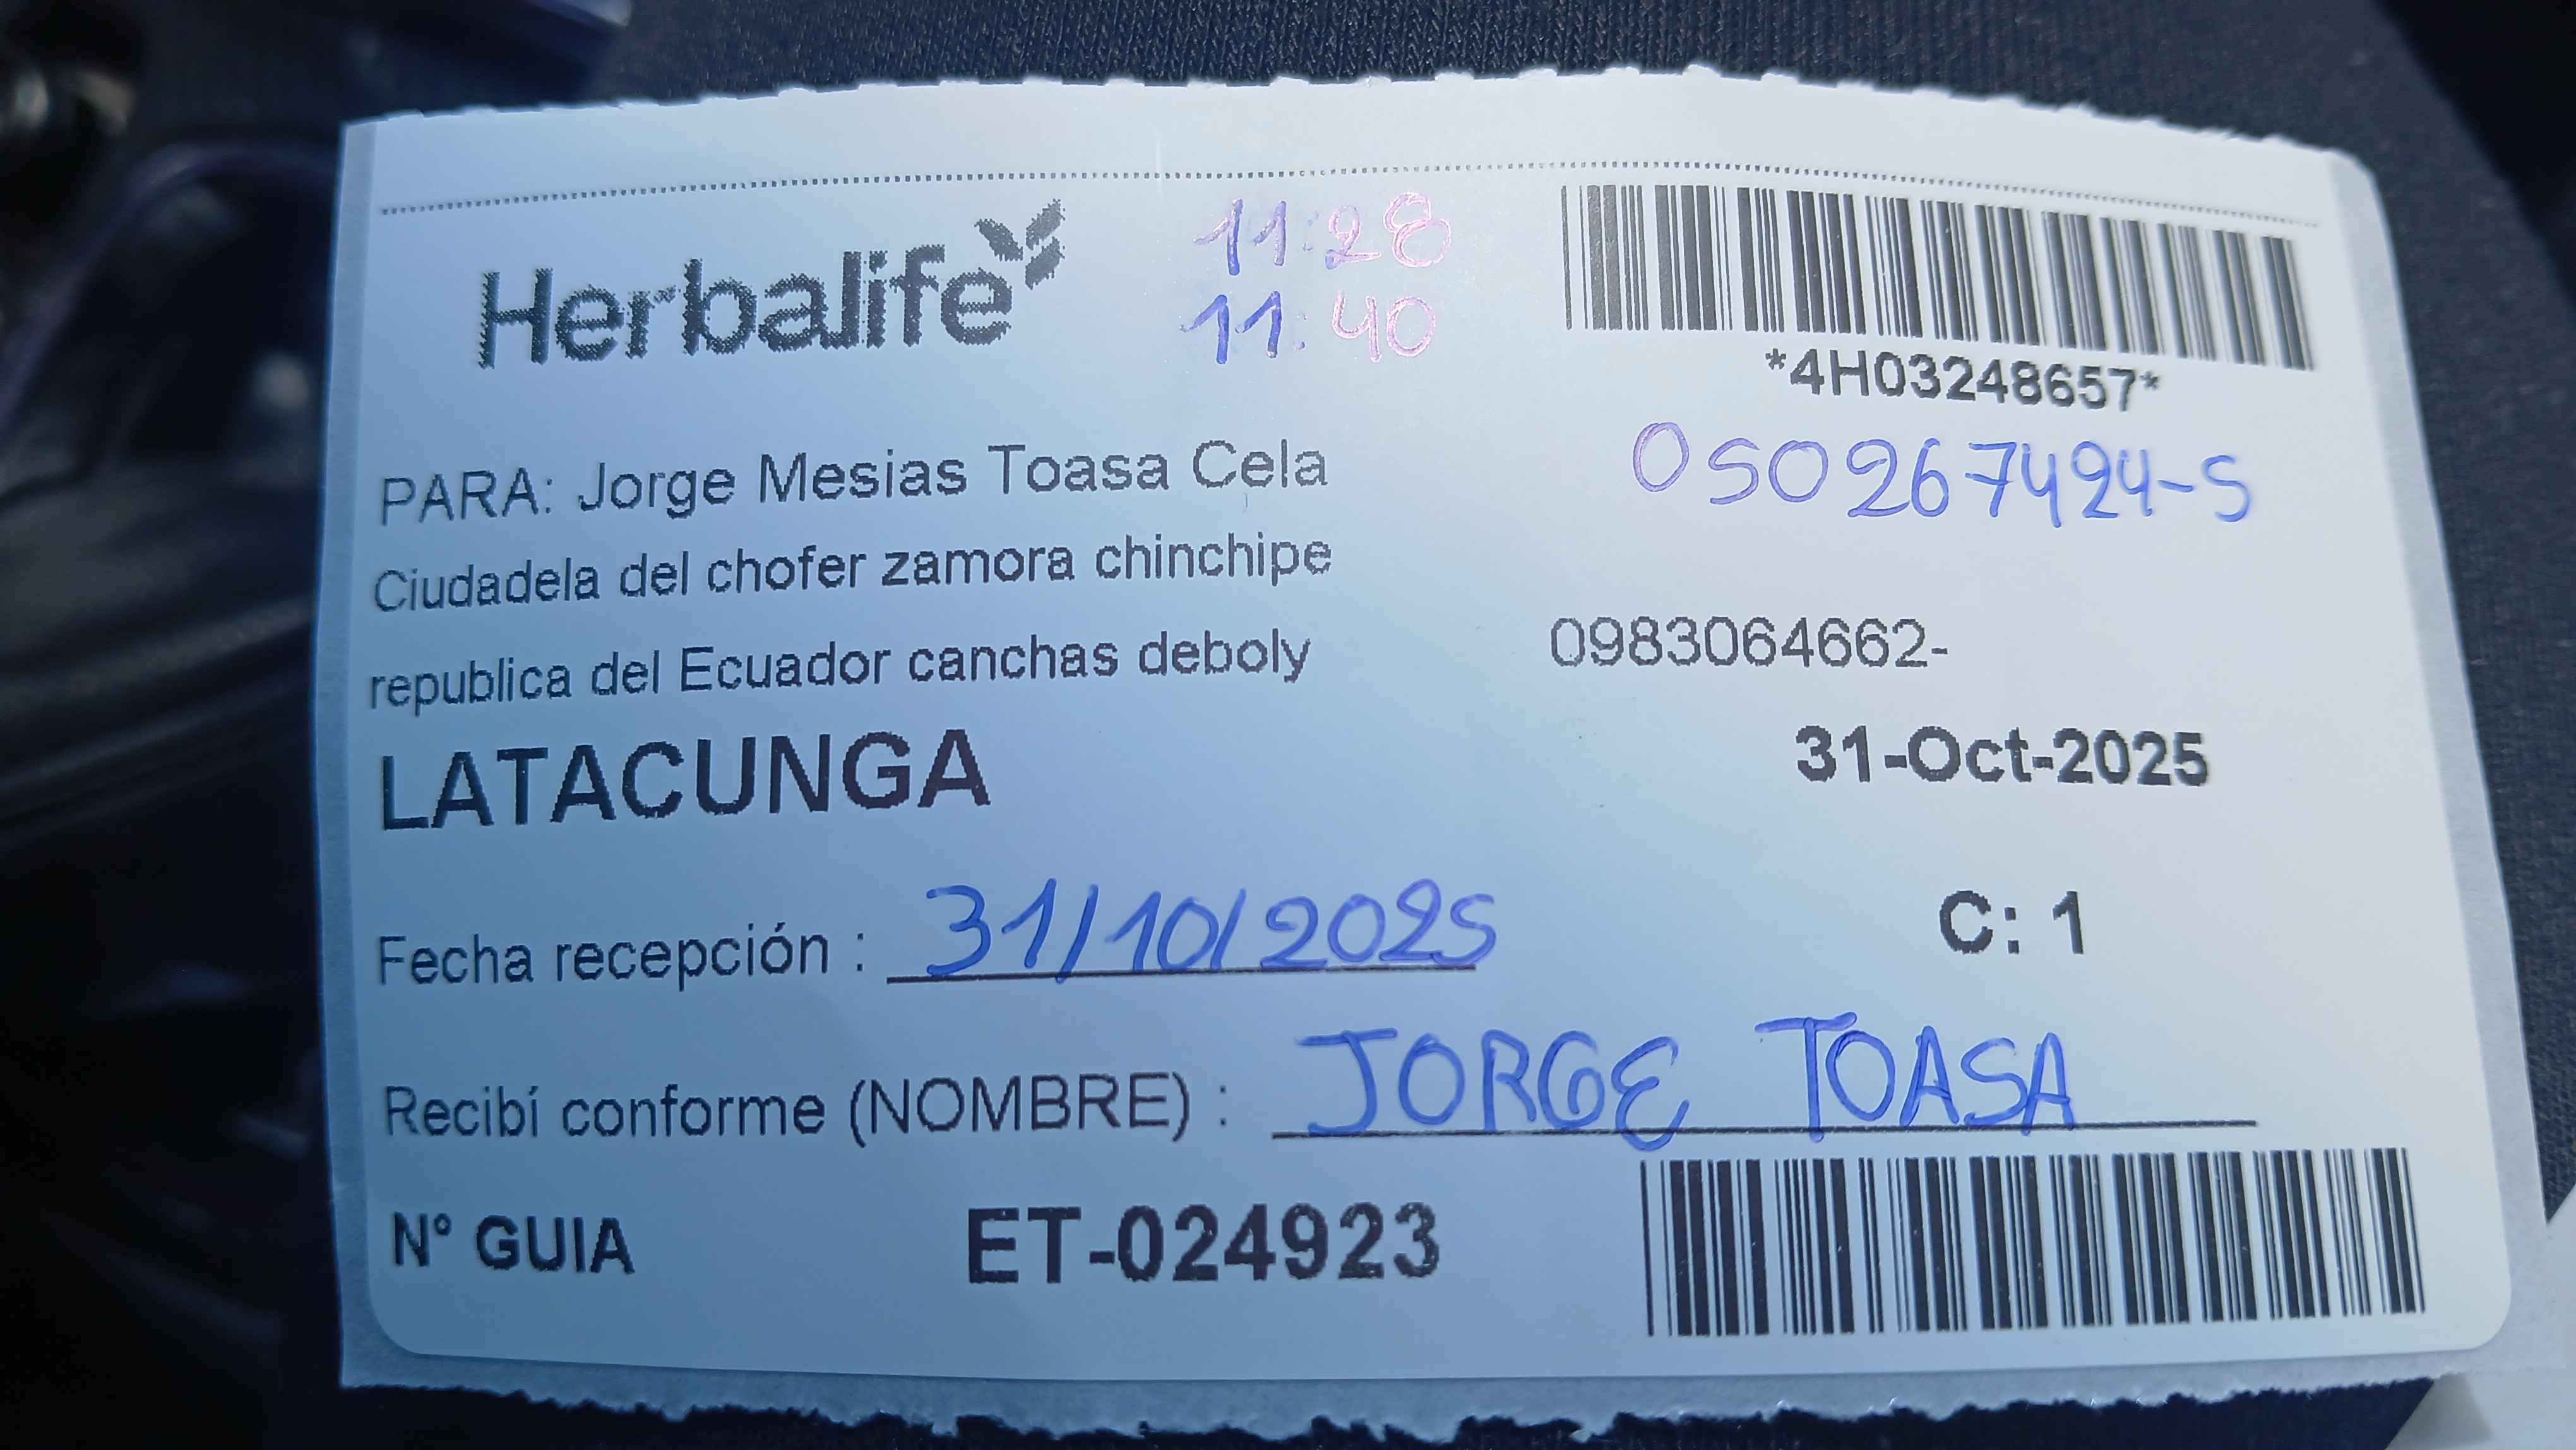 Herbalife
11:28
11:40
*4H03248657*
PARA: Jorge Mesias Toasa Cela
050267424-5
Ciudadela del chofer zamora chinchipe
republica del Ecuador canchas deboly
0983064662-
LATACUNGA
31-Oct-2025
Fecha recepción : 31/10/2025
C: 1
Recibí conforme (NOMBRE) : JORGE TOASA
N° GUIA ET-024923